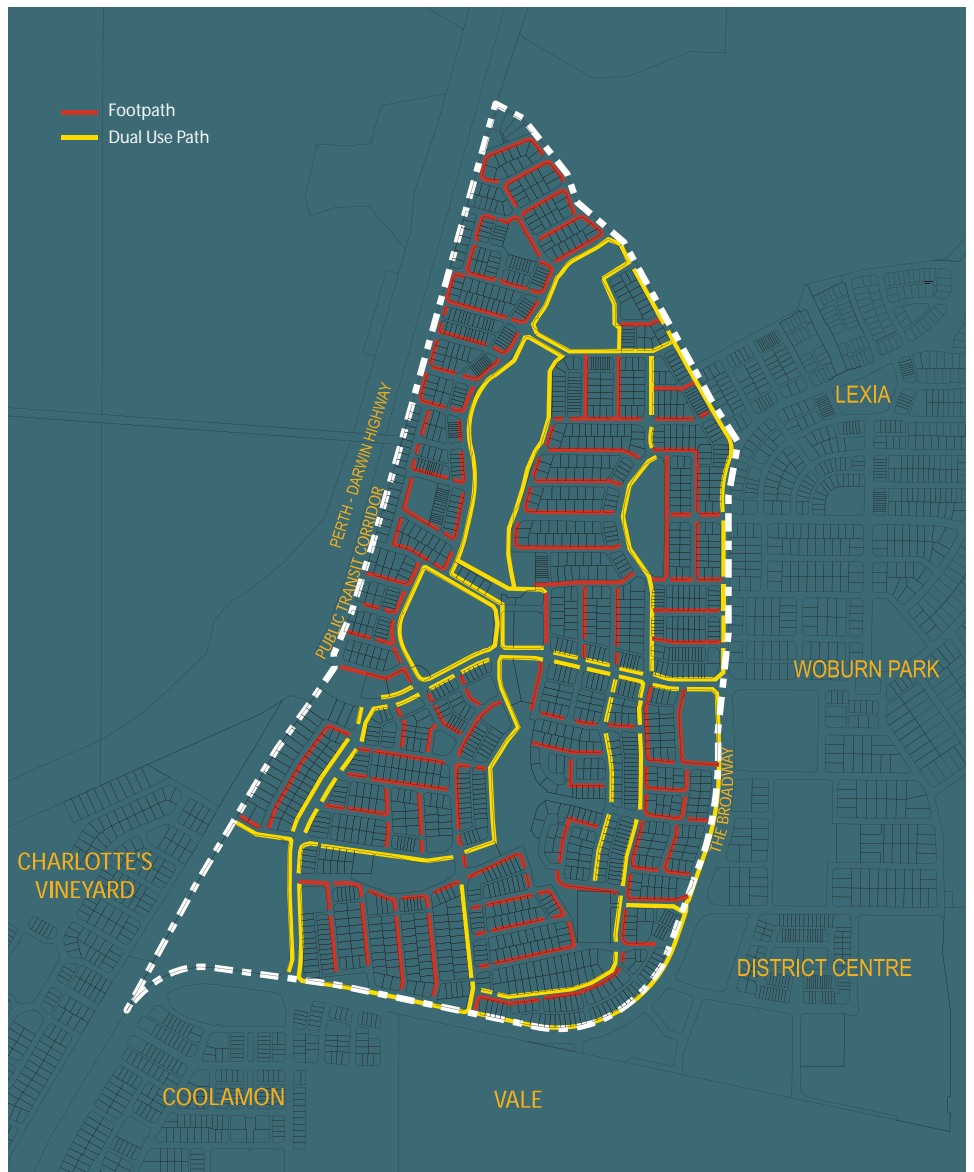 Footpath
Dual Use Path
LEXIA
PERTH - DARWIN HIGHWAY
PUBLIC TRANSIT CORRIDOR
WOBURN PARK
THE BROADWAY
CHARLOTTE'S
VINEYARD
DISTRICT CENTRE
COOLAMON
VALE